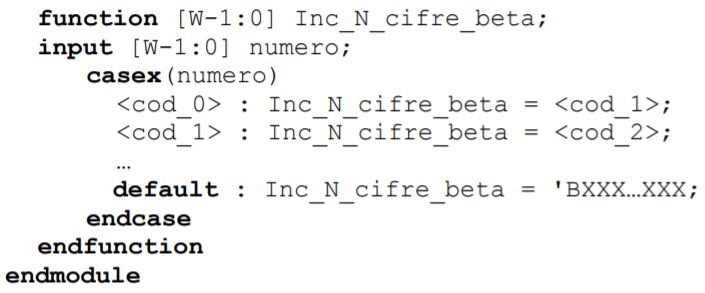 function [W-1:0] Inc_N_cifre_beta;
input [W-1:0] numero;
casex(numero)
<cod_0> : Inc_N_cifre_beta = <cod_1>;
<cod_1> : Inc_N_cifre_beta = <cod_2>;
…
default : Inc_N_cifre_beta = 'BXXX…XXX;
endcase
endfunction
endmodule